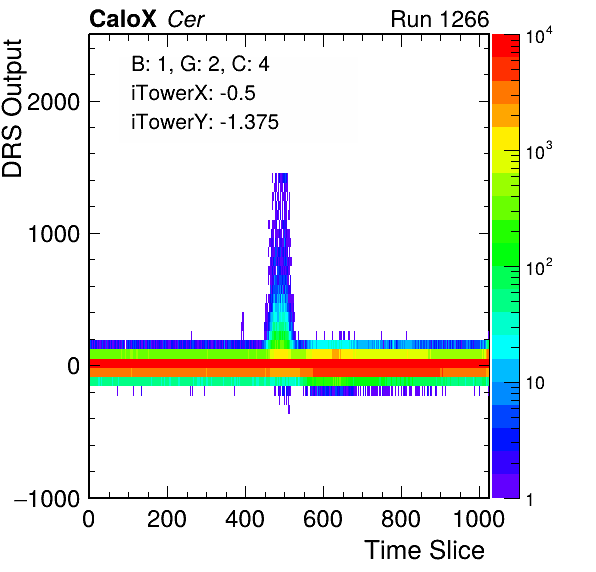 CaloX Cer Run 1266
B: 1, G: 2, C: 4
iTowerX: -0.5
iTowerY: -1.375
DRS Output
2000
1000
0
−1000
0 200 400 600 800 1000
Time Slice
10⁴
10³
10²
10
1